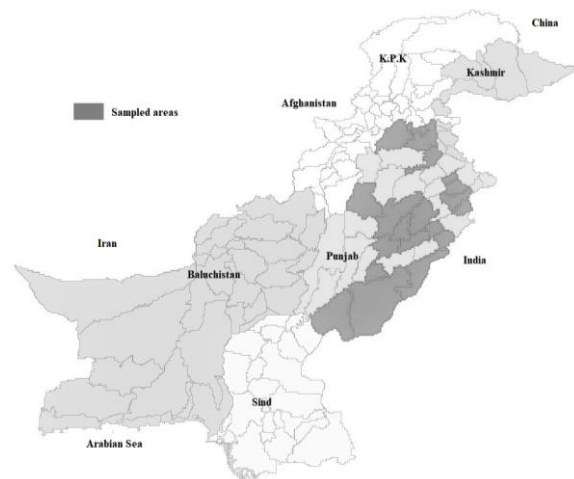 China
K.P.K
Kashmir
Afghanistan
Sampled areas
Iran
India
Punjab
Baluchistan
Sind
Arabian Sea